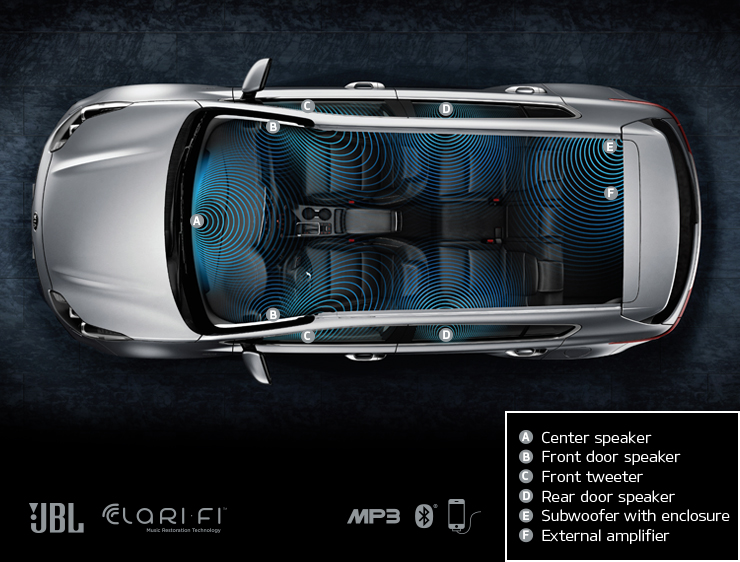 C
D
B
E
F
A
B
C
D
A Center speaker
B Front door speaker
C Front tweeter
D Rear door speaker
E Subwoofer with enclosure
F External amplifier
JBL CLARI·FI™ MP3
Music Restoration Technology